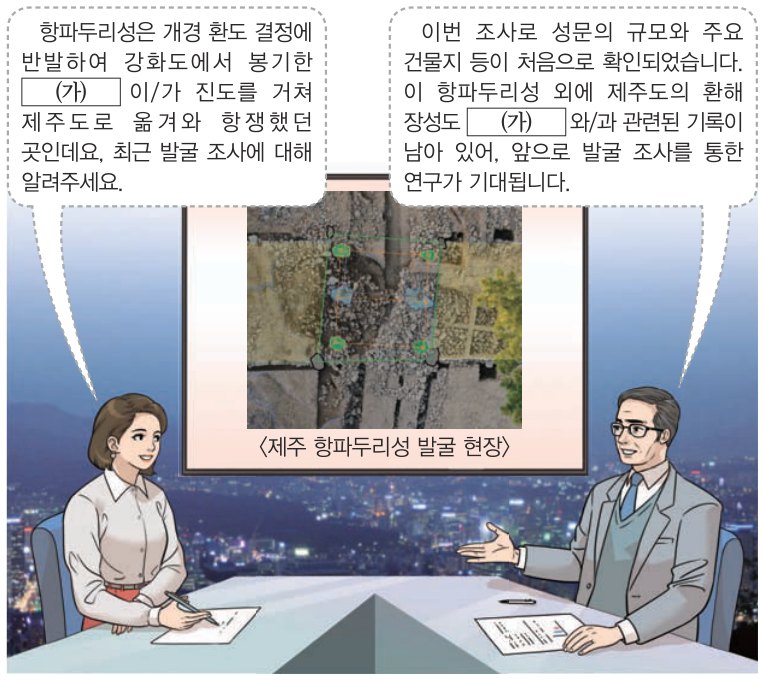 항파두리성은 개경 환도 결정에
반발하여 강화도에서 봉기한
(가) 이/가 진도를 거쳐
제주도로 옮겨와 항쟁했던
곳인데요, 최근 발굴 조사에 대해
알려주세요.
이번 조사로 성문의 규모와 주요
건물지 등이 처음으로 확인되었습니다.
이 항파두리성 외에 제주도의 환해
장성도 (가) 와/과 관련된 기록이
남아 있어, 앞으로 발굴 조사를 통한
연구가 기대됩니다.
〈제주 항파두리성 발굴 현장〉